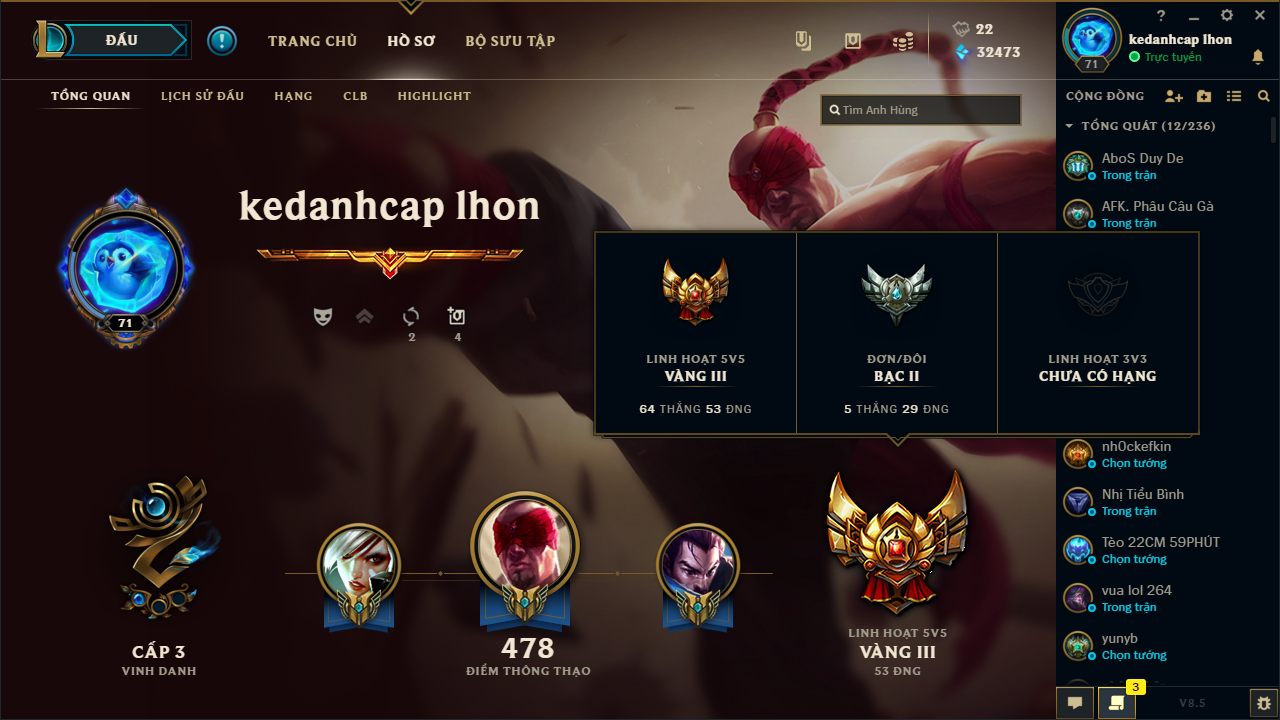 ĐẤU
TRANG CHỦ
HỒ SƠ
BỘ SƯU TẬP
22
32473
?
kedanhcap lhon
Trực tuyến
71
TỔNG QUAN
LỊCH SỬ ĐẤU
HẠNG
CLB
HIGHLIGHT
Tìm Anh Hùng
CỘNG ĐỒNG
TỔNG QUÁT (12/236)
AboS Duy De
Trong trận
AFK. Phâu Câu Gà
Trong trận
kedanhcap lhon
71
2
4
LINH HOẠT 5V5
VÀNG III
64 THẮNG 53 ĐNG
ĐƠN/ĐÔI
BẠC II
5 THẮNG 29 ĐNG
LINH HOẠT 3V3
CHƯA CÓ HẠNG
nh0ckefkin
Chọn tướng
Nhị Tiểu Bình
Trong trận
Tèo 22CM 59PHÚT
Chọn tướng
vua lol 264
Trong trận
yunyb
Chọn tướng
CẤP 3
VINH DANH
478
ĐIỂM THÔNG THẠO
LINH HOẠT 5V5
VÀNG III
53 ĐNG
3
V8.5